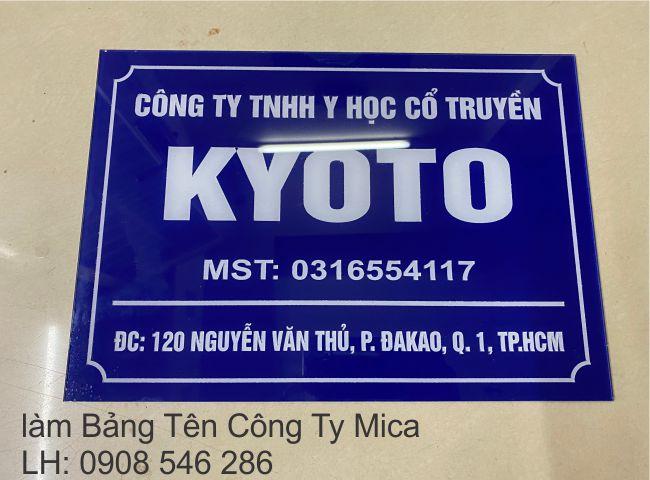 CÔNG TY TNHH Y HỌC CỔ TRUYỀN
KYOTO
MST: 0316554117
ĐC: 120 NGUYỄN VĂN THỦ, P. ĐAKAO, Q. 1, TP.HCM
làm Bảng Tên Công Ty Mica
LH: 0908 546 286